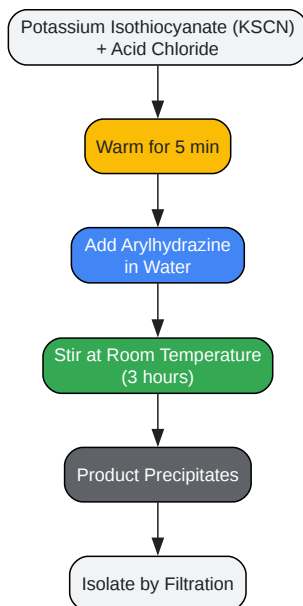 Potassium Isothiocyanate (KSCN)
+ Acid Chloride
Warm for 5 min
Add Arylhydrazine
in Water
Stir at Room Temperature
(3 hours)
Product Precipitates
Isolate by Filtration